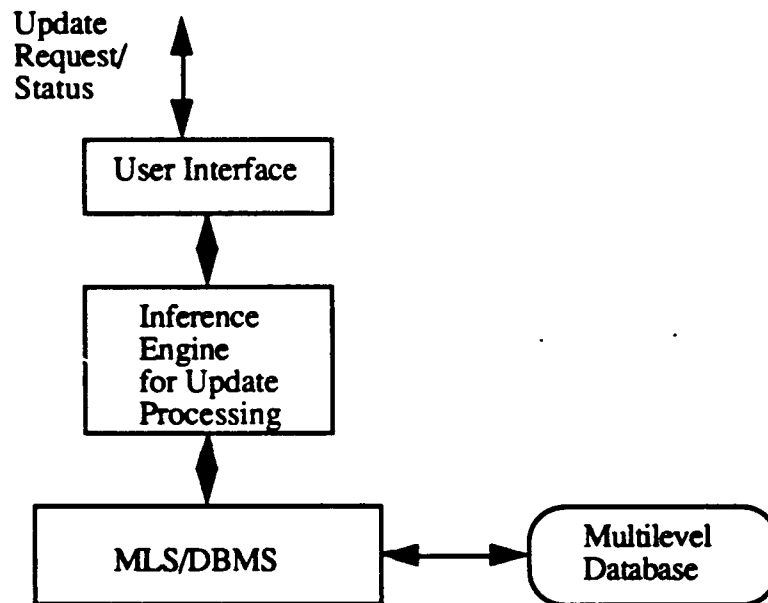 Update
Request/
Status
User Interface
Inference
Engine
for Update
Processing
MLS/DBMS
Multilevel
Database